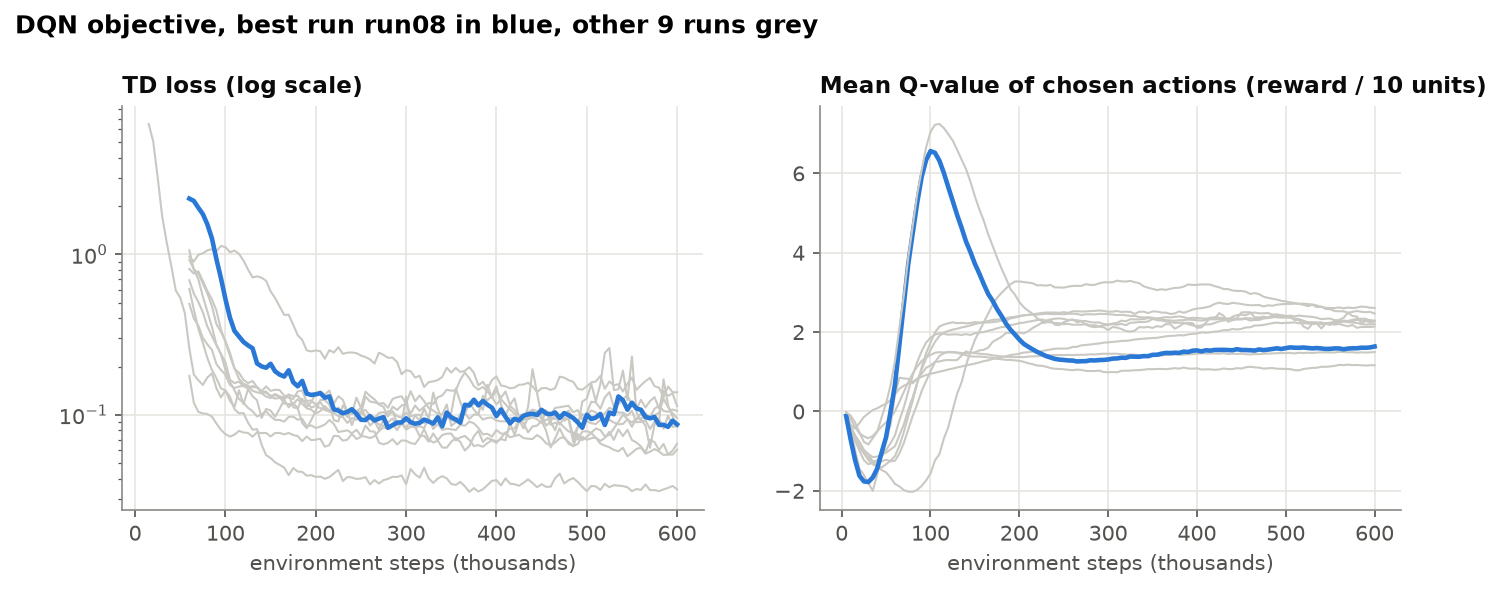 DQN objective, best run run08 in blue, other 9 runs grey
TD loss (log scale)
10⁰
10⁻¹
0 100 200 300 400 500 600
environment steps (thousands)
Mean Q-value of chosen actions (reward / 10 units)
6
4
2
0
−2
0 100 200 300 400 500 600
environment steps (thousands)